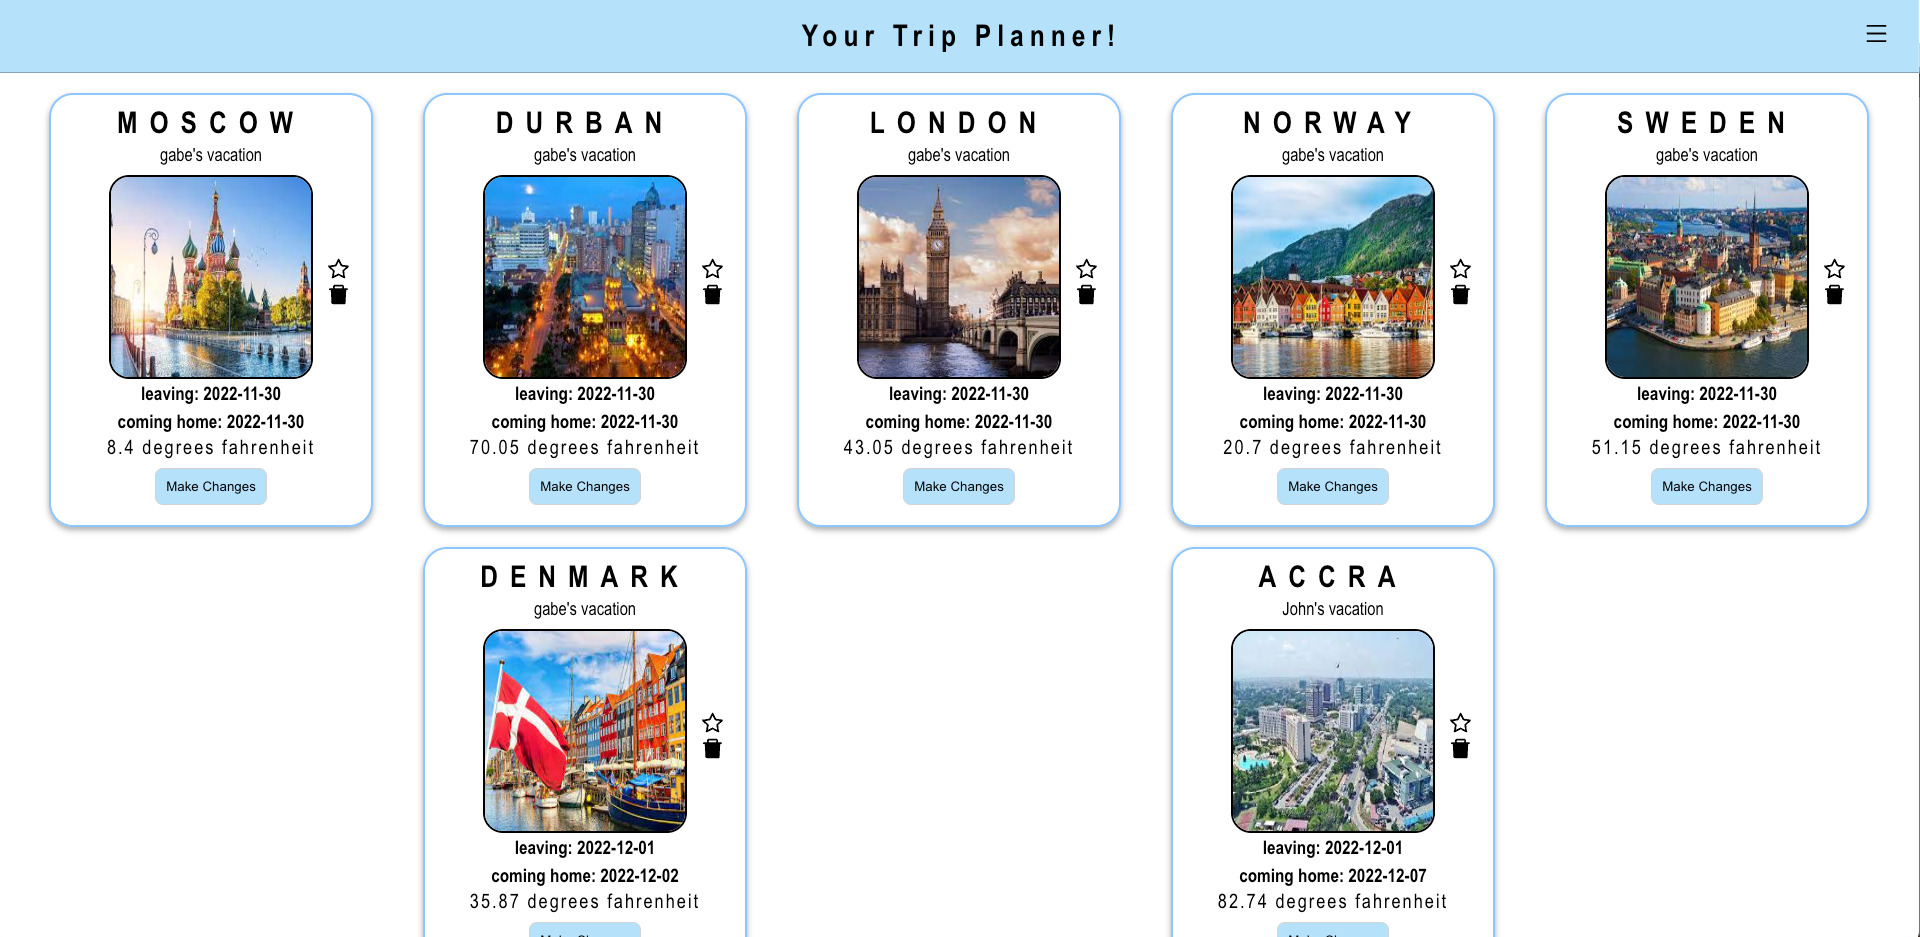 Your Trip Planner!
MOSCOW
gabe's vacation
leaving: 2022-11-30
coming home: 2022-11-30
8.4 degrees fahrenheit
Make Changes
DURBAN
gabe's vacation
leaving: 2022-11-30
coming home: 2022-11-30
70.05 degrees fahrenheit
Make Changes
LONDON
gabe's vacation
leaving: 2022-11-30
coming home: 2022-11-30
43.05 degrees fahrenheit
Make Changes
NORWAY
gabe's vacation
leaving: 2022-11-30
coming home: 2022-11-30
20.7 degrees fahrenheit
Make Changes
SWEDEN
gabe's vacation
leaving: 2022-11-30
coming home: 2022-11-30
51.15 degrees fahrenheit
Make Changes
DENMARK
gabe's vacation
leaving: 2022-12-01
coming home: 2022-12-02
35.87 degrees fahrenheit
ACCRA
John's vacation
leaving: 2022-12-01
coming home: 2022-12-07
82.74 degrees fahrenheit